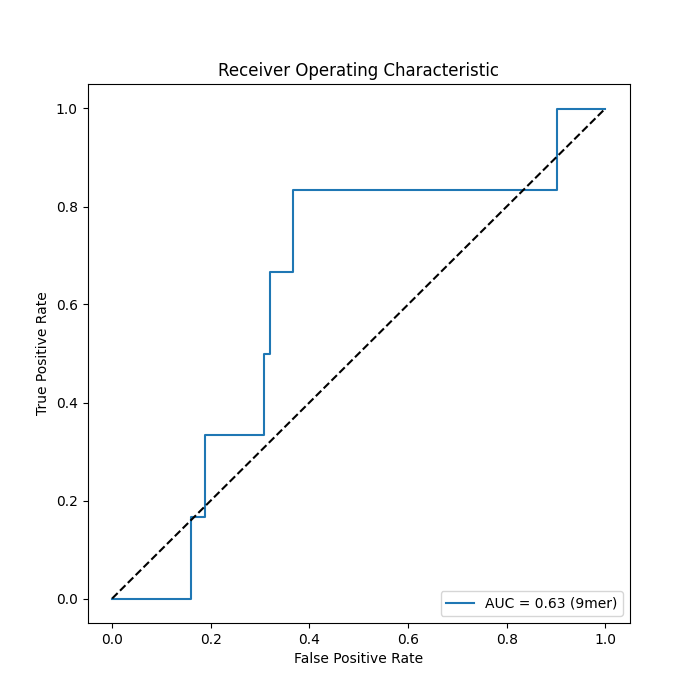 Receiver Operating Characteristic
1.0
0.8
0.6
0.4
0.2
0.0
True Positive Rate
AUC = 0.63 (9mer)
0.0 0.2 0.4 0.6 0.8 1.0
False Positive Rate